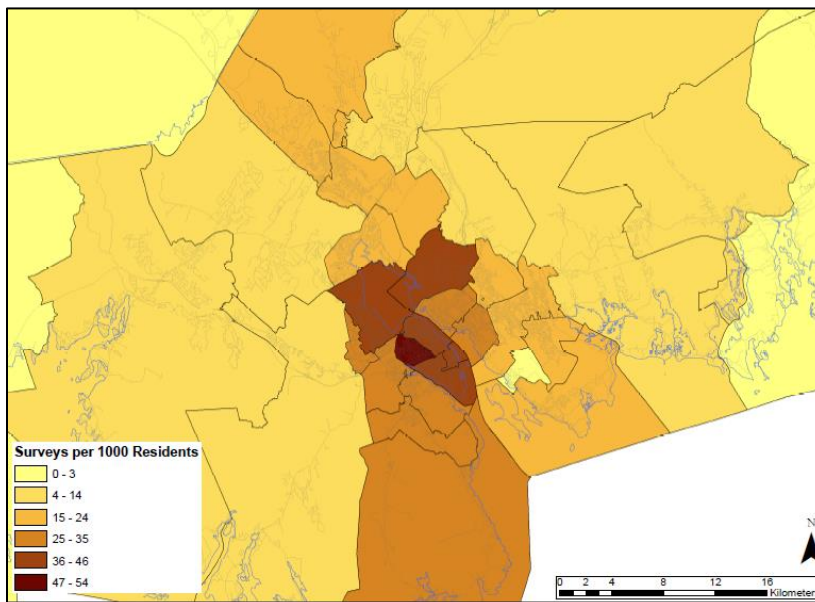 Surveys per 1000 Residents
0 - 3
4 - 14
15 - 24
25 - 35
36 - 46
47 - 54
N
0 2 4 8 12 16
Kilometer